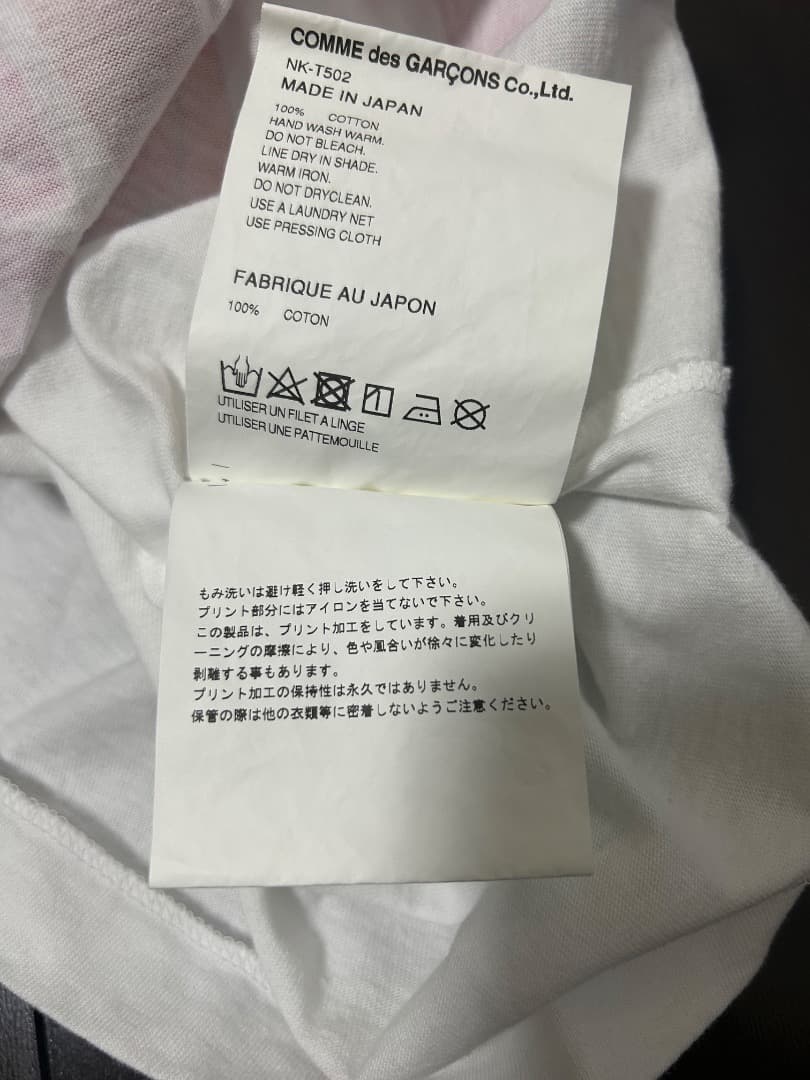 COMME des GARÇONS Co.,Ltd.
NK-T502
MADE IN JAPAN
100% COTTON
HAND WASH WARM.
DO NOT BLEACH.
LINE DRY IN SHADE.
WARM IRON.
DO NOT DRYCLEAN.
USE A LAUNDRY NET
USE PRESSING CLOTH
FABRIQUE AU JAPON
100% COTON
UTILISER UN FILET A LINGE
UTILISER UNE PATTEMOUILLE
もみ洗いは避け軽く押し洗いをして下さい。
プリント部分にはアイロンを当てないで下さい。
この製品は、プリント加工をしています。着用及びクリ
ーニングの摩擦により、色や風合いが徐々に変化したり
剥離する事もあります。
プリント加工の保持性は永久ではありません。
保管の際は他の衣類等に密着しないようご注意ください。